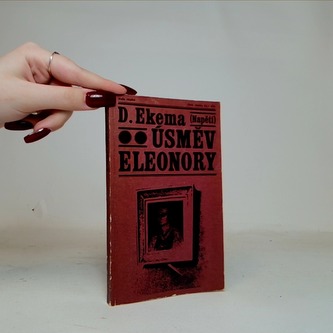 D. Ekema [Napětí]
ÚSMĚV
ELEONORY